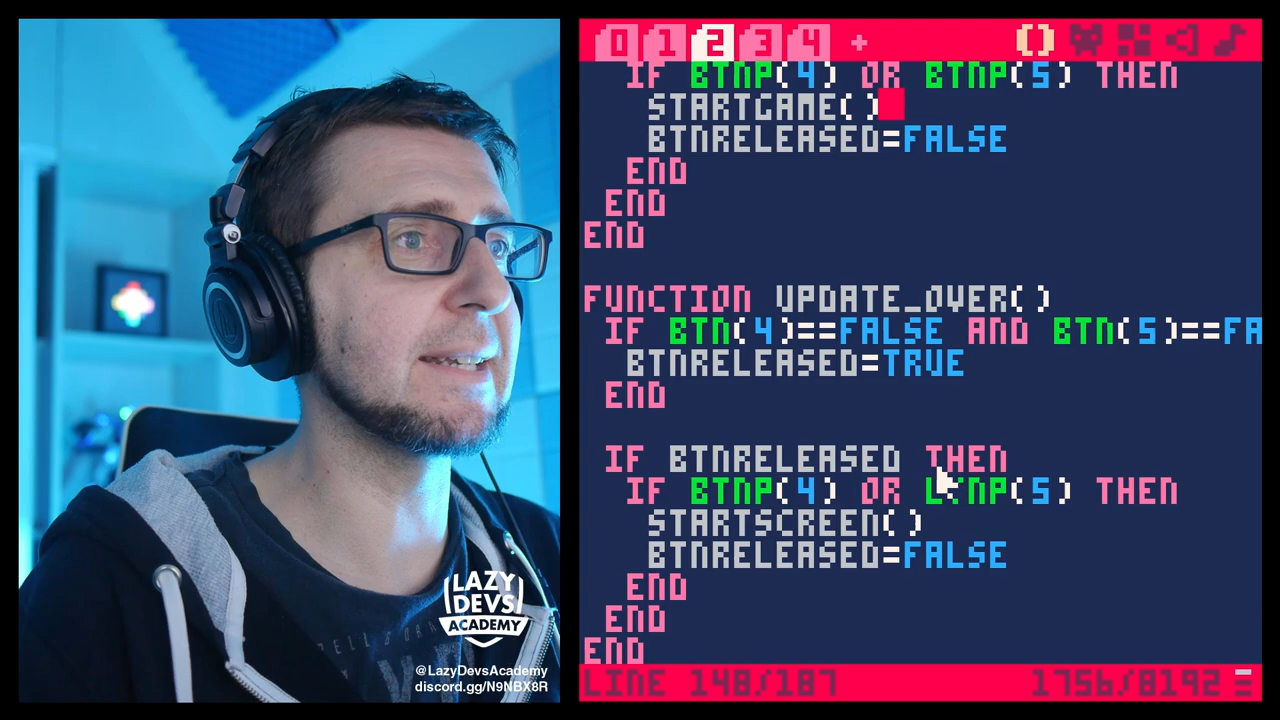 0 1 2 3 4 +
IF BTNP(4) OR BTNP(5) THEN
STARTGAME()
BTNRELEASED=FALSE
END
END
END
FUNCTION UPDATE_OVER()
IF BTN(4)==FALSE AND BTN(5)==FA
BTNRELEASED=TRUE
END
IF BTNRELEASED THEN
IF BTNP(4) OR BTNP(5) THEN
STARTSCREEN()
BTNRELEASED=FALSE
END
END
END
LINE 148/187 1756/8192
LAZY
DEVS
ACADEMY
@LazyDevsAcademy
discord.gg/N9NBX8R